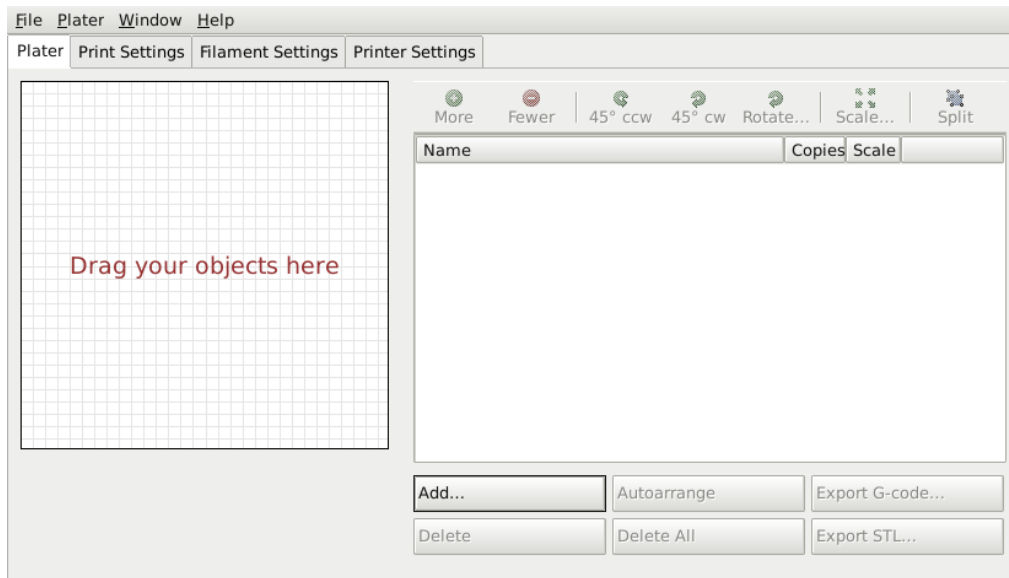 File Plater Window Help
Plater Print Settings Filament Settings Printer Settings
More Fewer 45° ccw 45° cw Rotate... Scale... Split
Name Copies Scale
Drag your objects here
Add... Autoarrange Export G-code...
Delete Delete All Export STL...